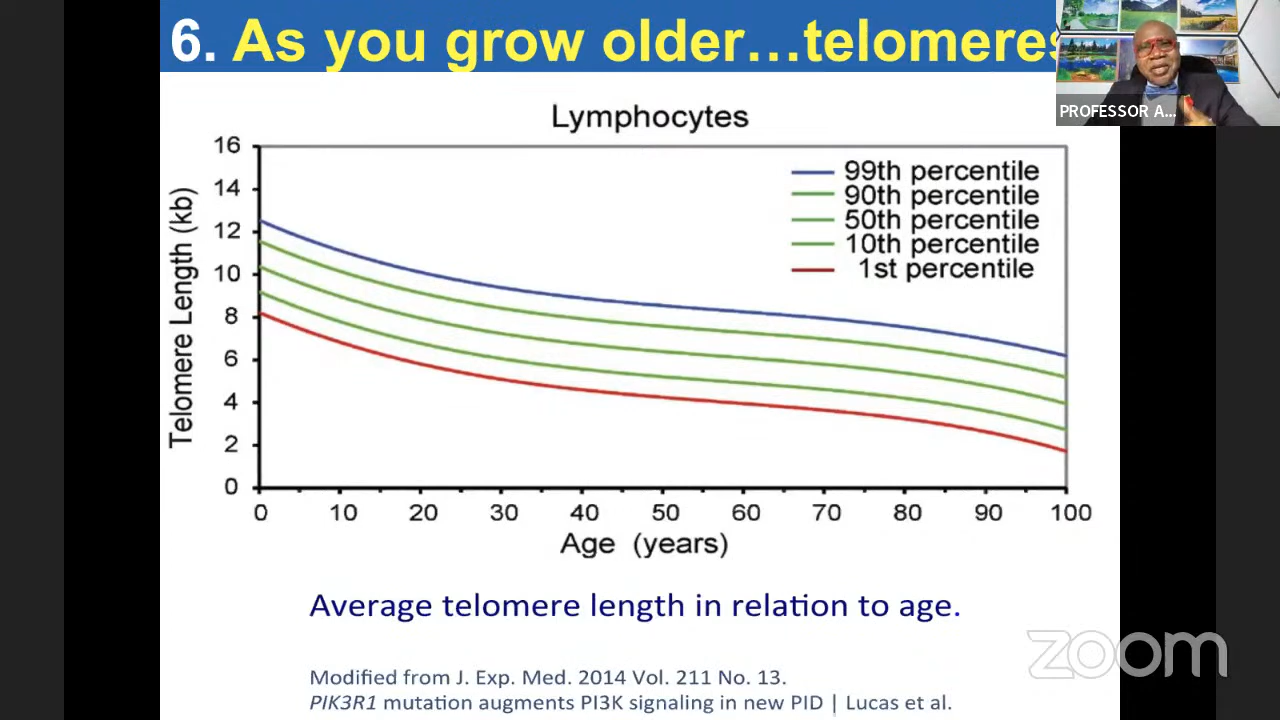 6. As you grow older…telomeres
PROFESSOR A...
Lymphocytes
16
14
12
10
8
6
4
2
0
Telomere Length (kb)
99th percentile
90th percentile
50th percentile
10th percentile
1st percentile
0 10 20 30 40 50 60 70 80 90 100
Age (years)
Average telomere length in relation to age.
zoom
Modified from J. Exp. Med. 2014 Vol. 211 No. 13.
PIK3R1 mutation augments PI3K signaling in new PID | Lucas et al.